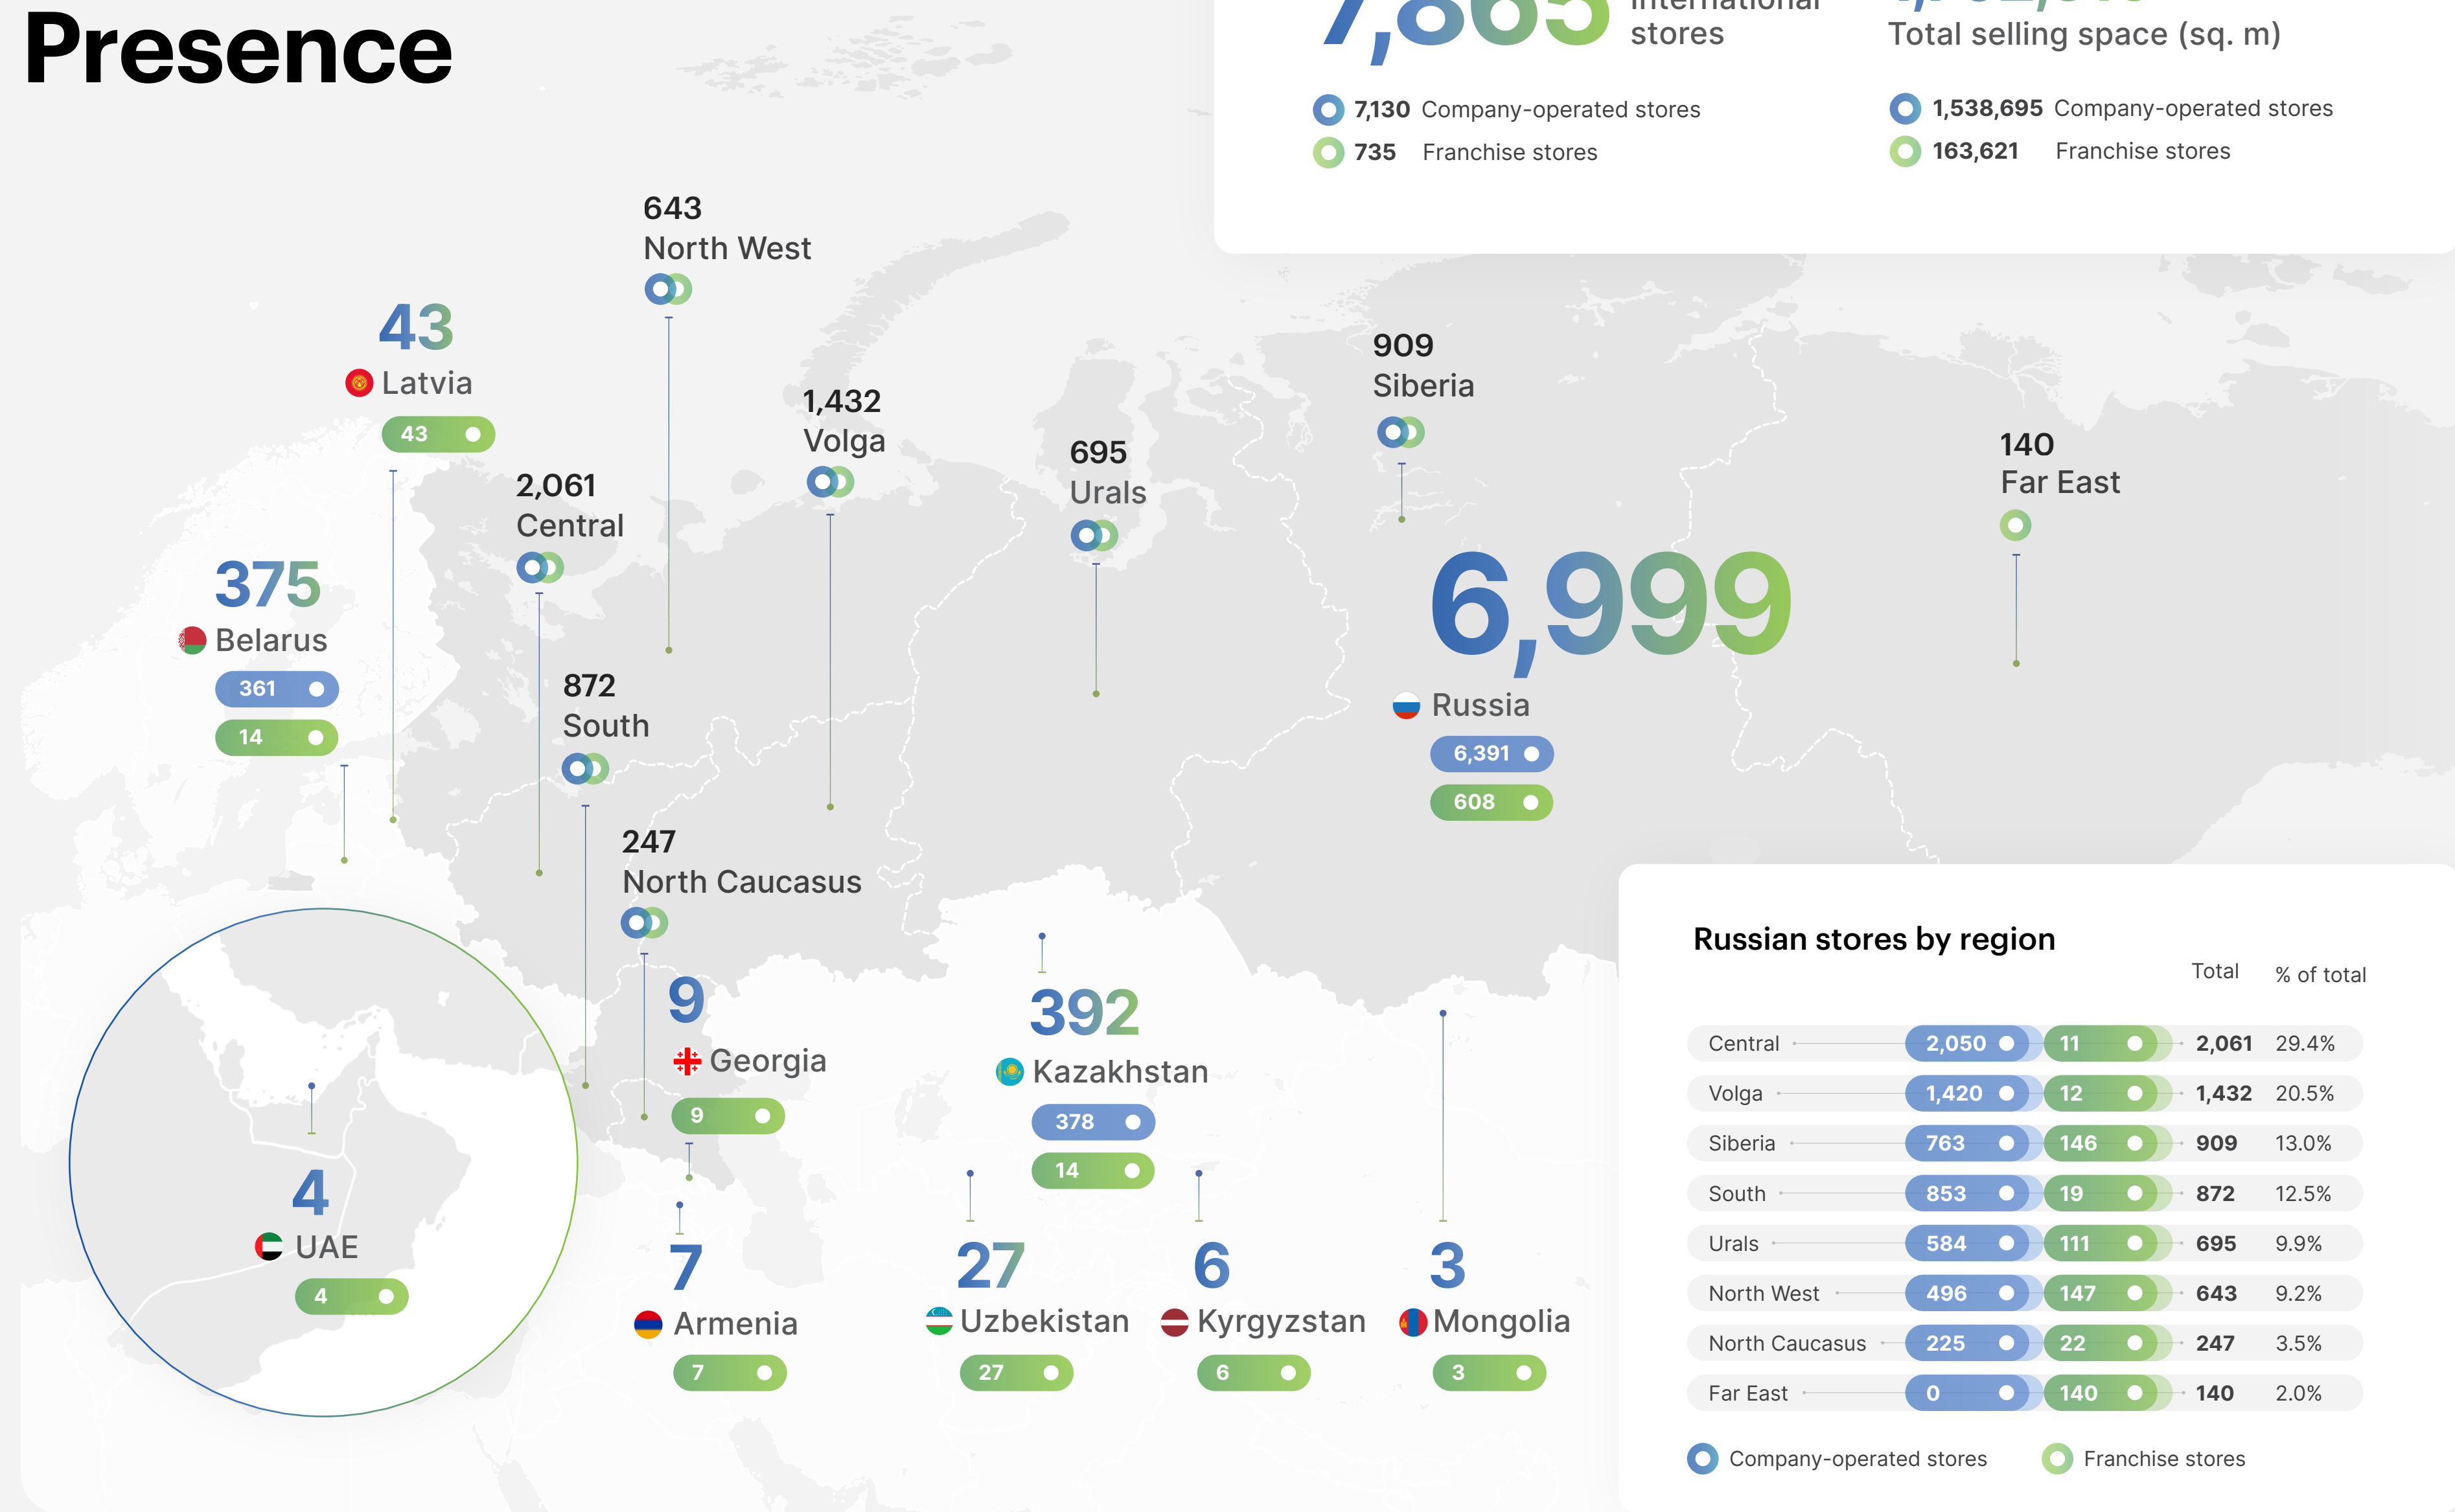 Presence
7,865
stores
Total selling space (sq. m)
7,130 Company-operated stores
735 Franchise stores
1,538,695 Company-operated stores
163,621 Franchise stores
643
North West
43
Latvia
43
909
Siberia
1,432
Volga
695
Urals
140
Far East
2,061
Central
375
Belarus
361
14
6,999
Russia
6,391
608
872
South
247
North Caucasus
9
Georgia
9
392
Kazakhstan
378
14
4
UAE
4
7
Armenia
7
27
Uzbekistan
27
6
Kyrgyzstan
6
3
Mongolia
3
Russian stores by region
Total % of total
Central 2,050 11 2,061 29.4%
Volga 1,420 12 1,432 20.5%
Siberia 763 146 909 13.0%
South 853 19 872 12.5%
Urals 584 111 695 9.9%
North West 496 147 643 9.2%
North Caucasus 225 22 247 3.5%
Far East 0 140 140 2.0%
Company-operated stores Franchise stores